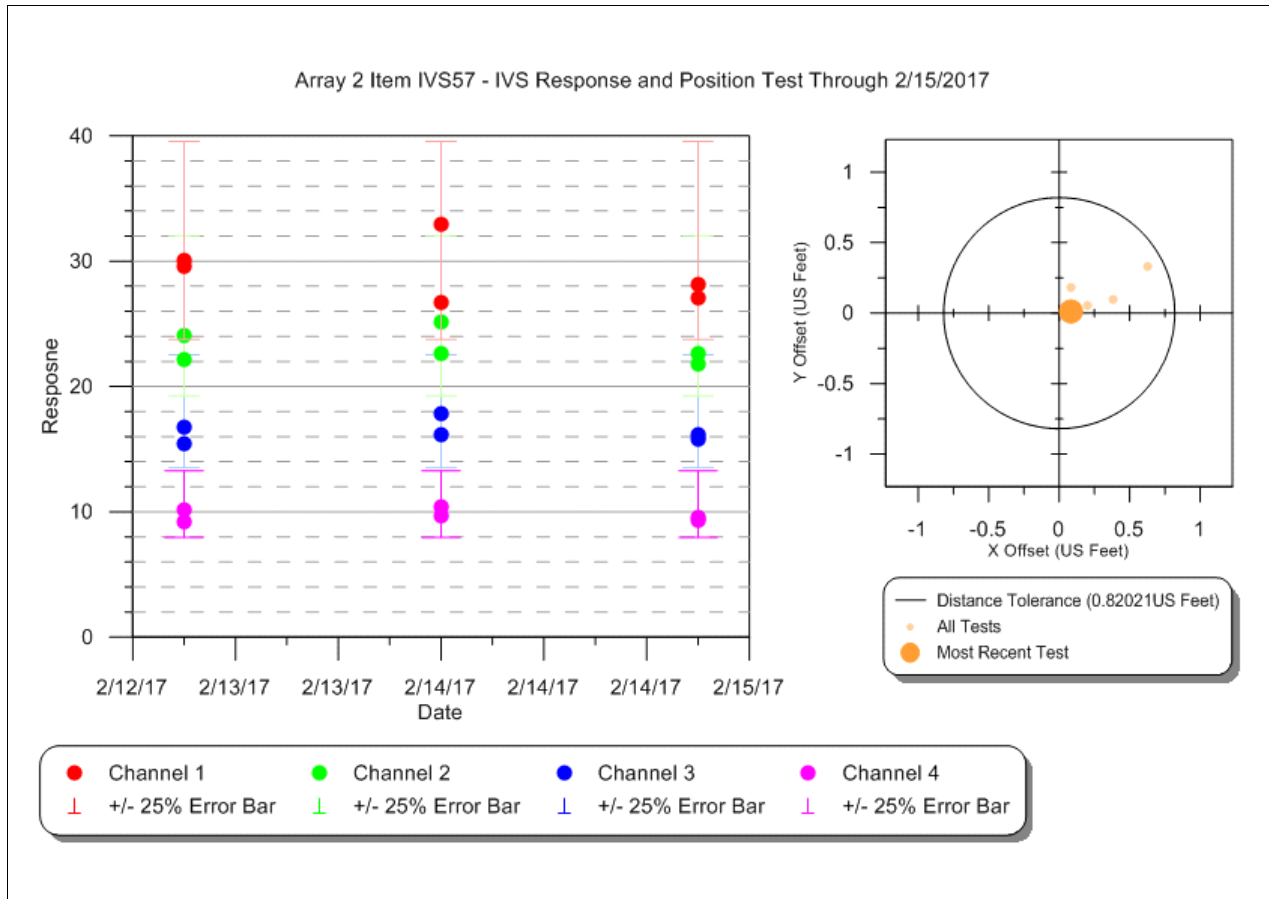 Array 2 Item IVS57 - IVS Response and Position Test Through 2/15/2017
40
30
20
10
0
Resposne
2/12/17 2/13/17 2/13/17 2/14/17 2/14/17 2/14/17 2/15/17
Date
1
0.5
0
-0.5
-1
Y Offset (US Feet)
-1 -0.5 0 0.5 1
X Offset (US Feet)
Distance Tolerance (0.82021US Feet)
All Tests
Most Recent Test
Channel 1 Channel 2 Channel 3 Channel 4
+/- 25% Error Bar +/- 25% Error Bar +/- 25% Error Bar +/- 25% Error Bar